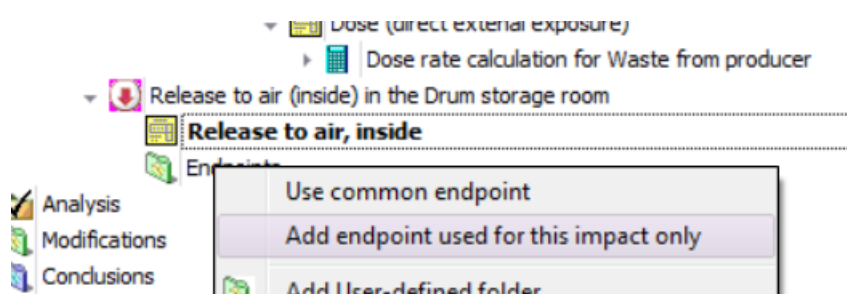 Dose (direct external exposure)
Dose rate calculation for Waste from producer
Release to air (inside) in the Drum storage room
Release to air, inside
Endpoints
Use common endpoint
Analysis
Add endpoint used for this impact only
Modifications
Conclusions
Add User-defined folder